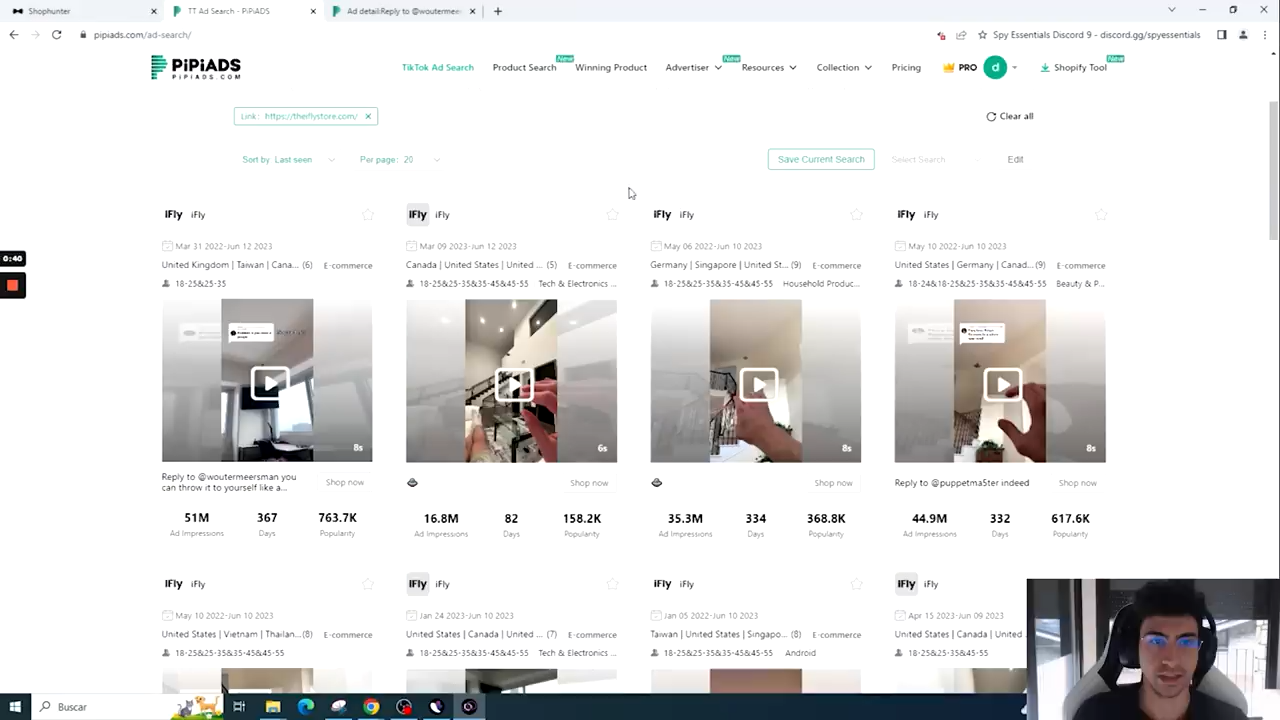 Shophunter
TT Ad Search - PiPiADS
Ad detail:Reply to @woutermeers
pipiads.com/ad-search/
Spy Essentials Discord 9 - discord.gg/spyessentials
PiPiADS
PIPIADS.COM
TikTok Ad Search
Product Search
New
Winning Product
Advertiser
New
Resources
Collection
Pricing
PRO
d
Shopify Tool
New
Link: https://theiflystore.com/
Clear all
Sort by Last seen
Per page: 20
Save Current Search
Select Search
Edit
iFly iFly
iFly iFly
iFly iFly
iFly iFly
Mar 31 2022-Jun 12 2023
Mar 09 2023-Jun 12 2023
May 06 2022-Jun 10 2023
May 10 2022-Jun 10 2023
United Kingdom | Taiwan | Cana... (6) E-commerce
Canada | United States | United ... (5) E-commerce
Germany | Singapore | United St... (9) E-commerce
United States | Germany | Canad... (9) E-commerce
18-25&25-35
18-25&25-35&35-45&45-55 Tech & Electronics ...
18-25&25-35&35-45&45-55 Household Produc...
18-24&18-25&25-35&35-45&45-55 Beauty & P...
8s
6s
8s
8s
Reply to @woutermeersman you
can throw it to yourself like a...
Shop now
Shop now
Shop now
Reply to @puppetma5ter indeed
Shop now
51M
367
763.7K
16.8M
82
158.2K
35.3M
334
368.8K
44.9M
332
617.6K
Ad Impressions
Days
Popularity
Ad Impressions
Days
Popularity
Ad Impressions
Days
Popularity
Ad Impressions
Days
Popularity
iFly iFly
iFly iFly
iFly iFly
iFly iFly
May 10 2022-Jun 10 2023
Jan 24 2023-Jun 10 2023
Jan 05 2022-Jun 10 2023
Apr 15 2023-Jun 09 2023
United States | Vietnam | Thailan... (8) E-commerce
United States | Canada | United ... (7) E-commerce
Taiwan | United States | Singapo... (8) E-commerce
United States | Canada | United
18-25&25-35&35-45&45-55
18-25&25-35&35-45&45-55 Tech & Electronics ...
18-25&25-35&35-45&45-55 Android
18-25&25-35&35-45&45-55
0:40
Buscar